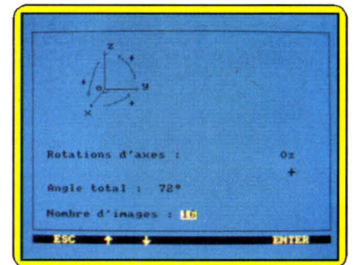 z
o y
x
Rotations d'axes : Oz
+
Angle total : 72°
Nombre d'images : 16
ESC ↑ ↓ ENTER